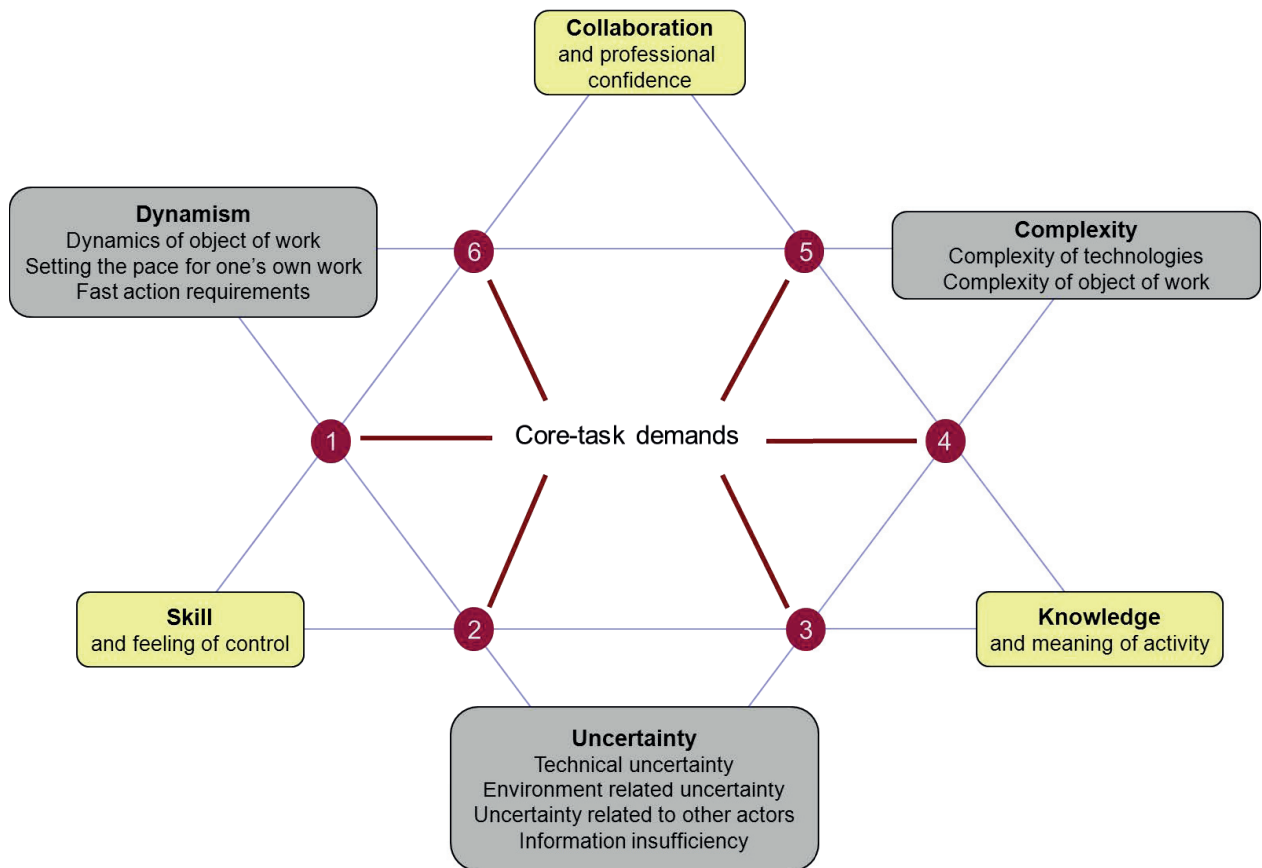 Collaboration
and professional
confidence
Dynamism
Dynamics of object of work
Setting the pace for one's own work
Fast action requirements
6
5
Complexity
Complexity of technologies
Complexity of object of work
1
Core-task demands
4
Skill
and feeling of control
2
3
Knowledge
and meaning of activity
Uncertainty
Technical uncertainty
Environment related uncertainty
Uncertainty related to other actors
Information insufficiency